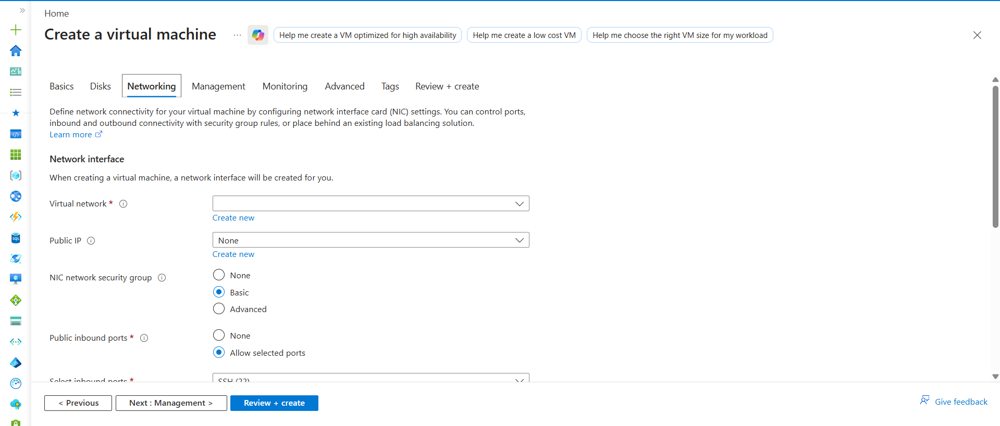 Home
Create a virtual machine
...
Help me create a VM optimized for high availability
Help me create a low cost VM
Help me choose the right VM size for my workload
Basics
Disks
Networking
Management
Monitoring
Advanced
Tags
Review + create
Define network connectivity for your virtual machine by configuring network interface card (NIC) settings. You can control ports,
inbound and outbound connectivity with security group rules, or place behind an existing load balancing solution.
Learn more
Network interface
When creating a virtual machine, a network interface will be created for you.
Virtual network *
Create new
Public IP
None
Create new
NIC network security group
None
Basic
Advanced
Public inbound ports *
None
Allow selected ports
Select inbound ports *
SSH (22)
< Previous
Next : Management >
Review + create
Give feedback
SQL